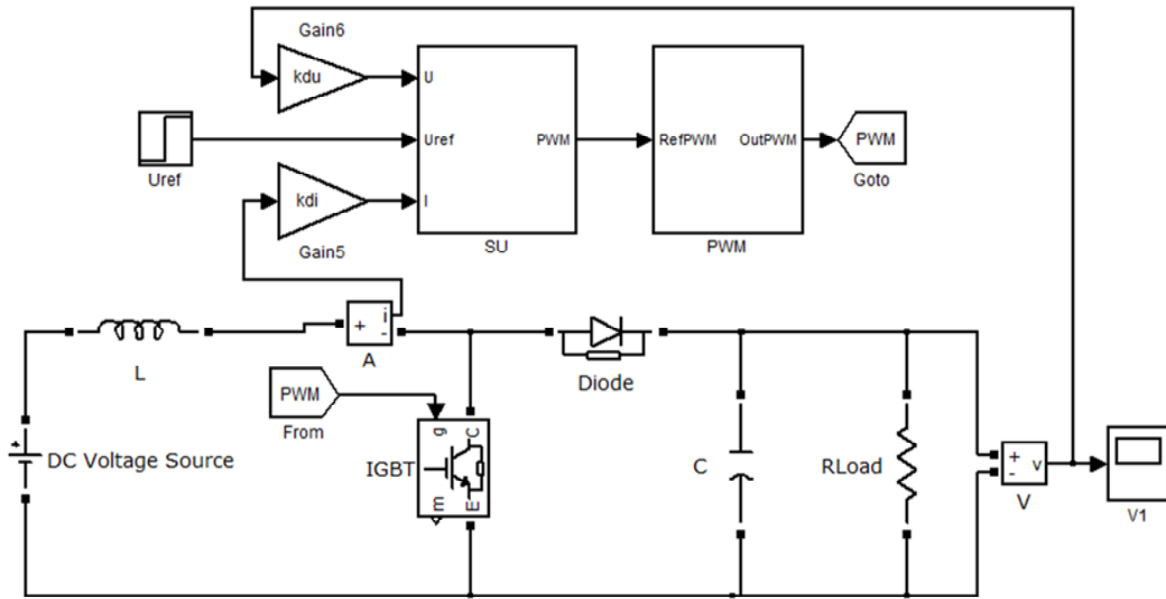 Gain6
kdu
U
Uref
Uref
PWM
RefPWM
OutPWM
PWM
Goto
kdi
I
Gain5
SU
PWM
+
i
-
A
L
PWM
From
Diode
DC Voltage Source
+
IGBT
g
C
m
E
C
RLoad
+
-
v
V
V1